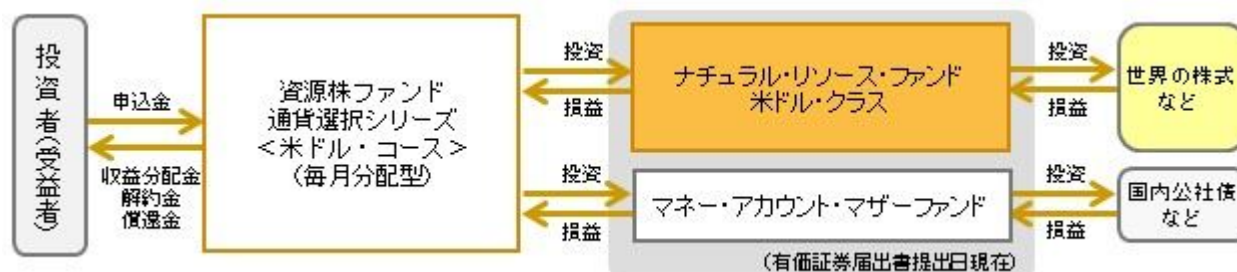 投資者(受益者)
申込金
収益分配金
解約金
償還金
資源株ファンド
通貨選択シリーズ
＜米ドル・コース＞
(毎月分配型)
投資
損益
投資
損益
ナチュラル・リソース・ファンド
米ドル・クラス
マネー・アカウント・マザーファンド
(有価証券届出書提出日現在)
投資
損益
投資
損益
世界の株式
など
国内公社債
など